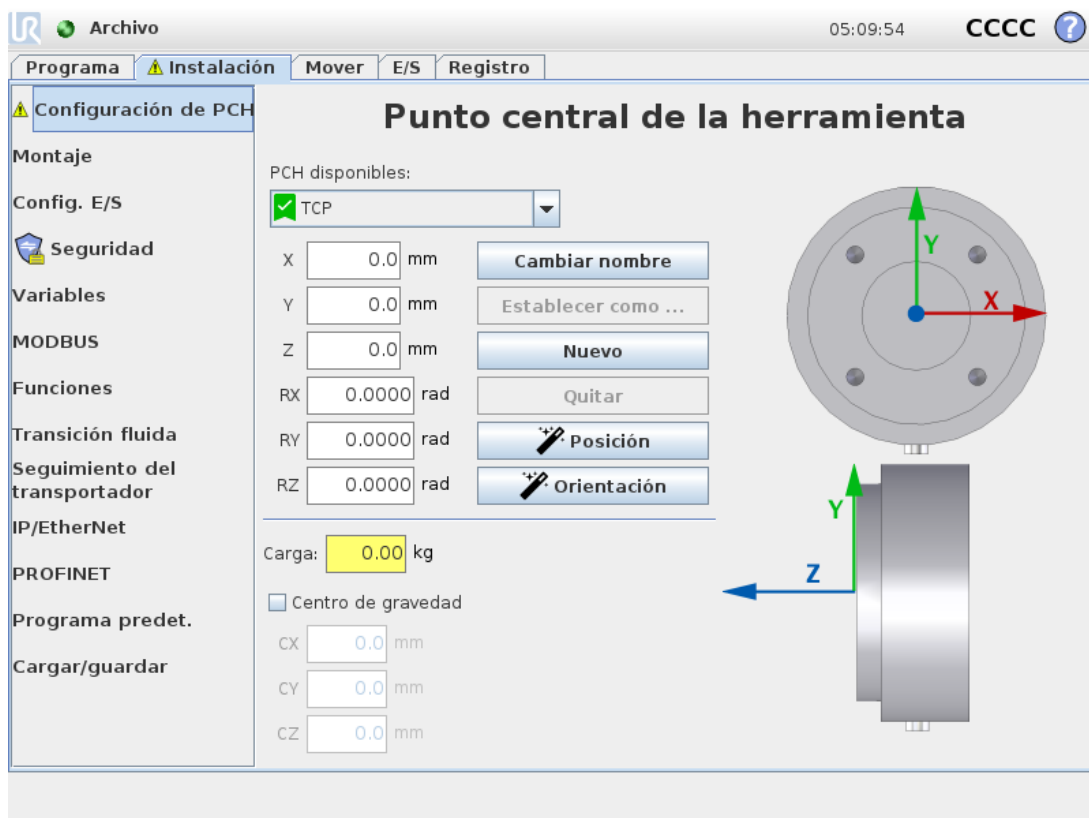 UR Archivo 05:09:54 CCCC ?
Programa Instalación Mover E/S Registro
Configuración de PCH
Montaje
Config. E/S
Seguridad
Variables
MODBUS
Funciones
Transición fluida
Seguimiento del
transportador
IP/EtherNet
PROFINET
Programa predet.
Cargar/guardar
Punto central de la herramienta
PCH disponibles:
TCP
X 0.0 mm Cambiar nombre
Y 0.0 mm Establecer como ...
Z 0.0 mm Nuevo
RX 0.0000 rad Quitar
RY 0.0000 rad Posición
RZ 0.0000 rad Orientación
Carga: 0.00 kg
Centro de gravedad
CX 0.0 mm
CY 0.0 mm
CZ 0.0 mm
Y
X
Y
Z